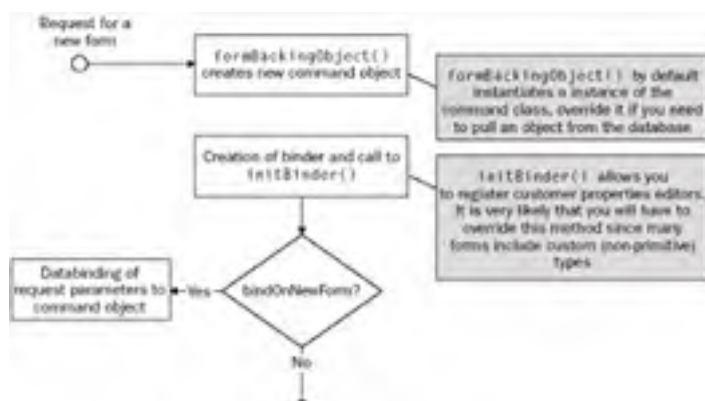 Request for a
new form
formBackingObject()
creates new command object
formBackingObject() by default
instantiates a instance of the
command class, override it if you need
to pull an object from the database
Creation of binder and call to
initBinder()
initBinder() allows you
to register customer properties editors.
It is very likely that you will have to
override this method since many
forms include custom (non-primitive)
types
Databinding of
request parameters to
command object
Yes
bindOnNewForm?
No